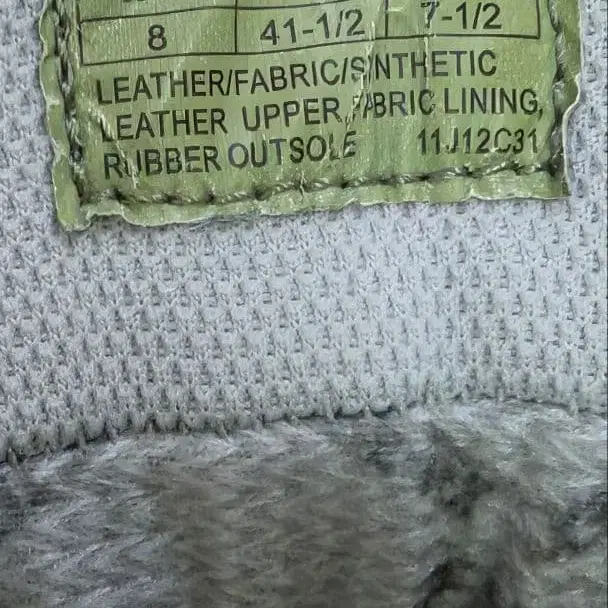 8 41-1/2 7-1/2
LEATHER/FABRIC/SYNTHETIC
LEATHER UPPER, FABRIC LINING,
RUBBER OUTSOLE 11J12C31